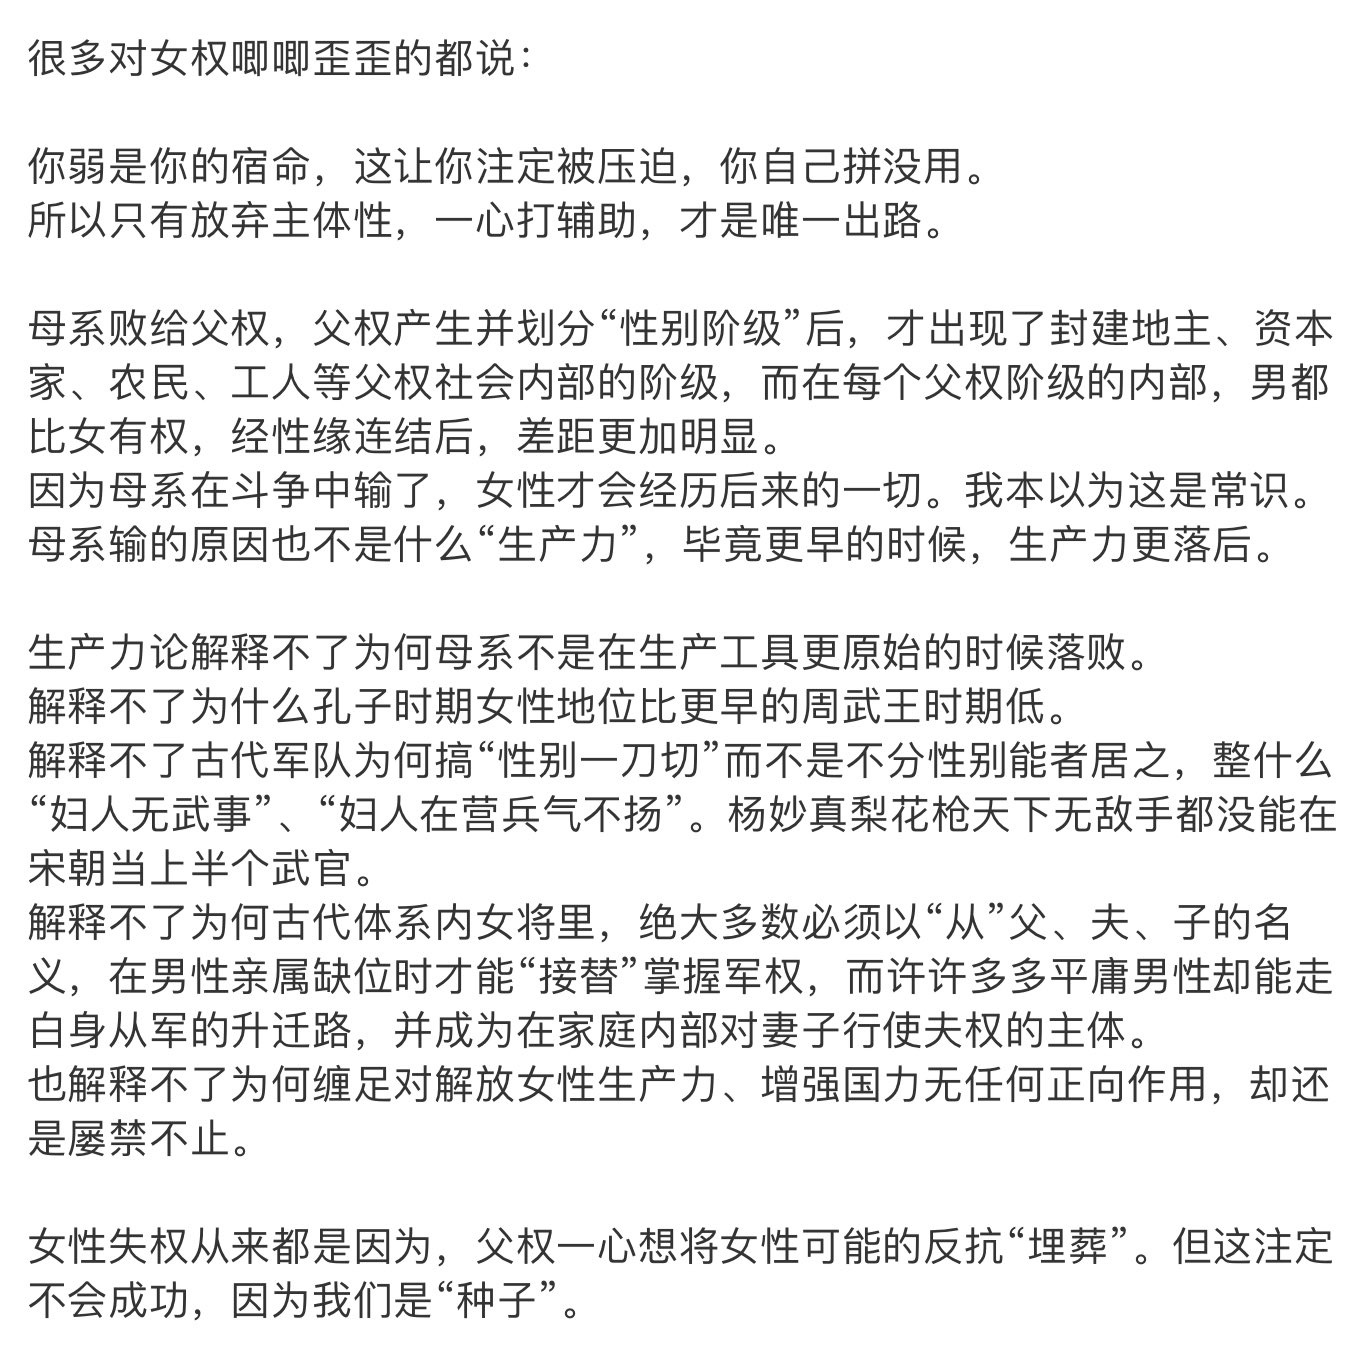 很多对女权唧唧歪歪的都说：
你弱是你的宿命，这让你注定被压迫，你自己拼没用。
所以只有放弃主体性，一心打辅助，才是唯一出路。
母系败给父权，父权产生并划分“性别阶级”后，才出现了封建地主、资本
家、农民、工人等父权社会内部的阶级，而在每个父权阶级的内部，男都
比女有权，经性缘连结后，差距更加明显。
因为母系在斗争中输了，女性才会经历后来的一切。我本以为这是常识。
母系输的原因也不是什么“生产力”，毕竟更早的时候，生产力更落后。
生产力论解释不了为何母系不是在生产工具更原始的时候落败。
解释不了为什么孔子时期女性地位比更早的周武王时期低。
解释不了古代军队为何搞“性别一刀切”而不是不分性别能者居之，整什么
“妇人无武事”、“妇人在营兵气不扬”。杨妙真梨花枪天下无敌手都没能在
宋朝当上半个武官。
解释不了为何古代体系内女将里，绝大多数必须以“从”父、夫、子的名
义，在男性亲属缺位时才能“接替”掌握军权，而许许多多平庸男性却能走
白身从军的升迁路，并成为在家庭内部对妻子行使夫权的主体。
也解释不了为何缠足对解放女性生产力、增强国力无任何正向作用，却还
是屡禁不止。
女性失权从来都是因为，父权一心想将女性可能的反抗“埋葬”。但这注定
不会成功，因为我们是“种子”。